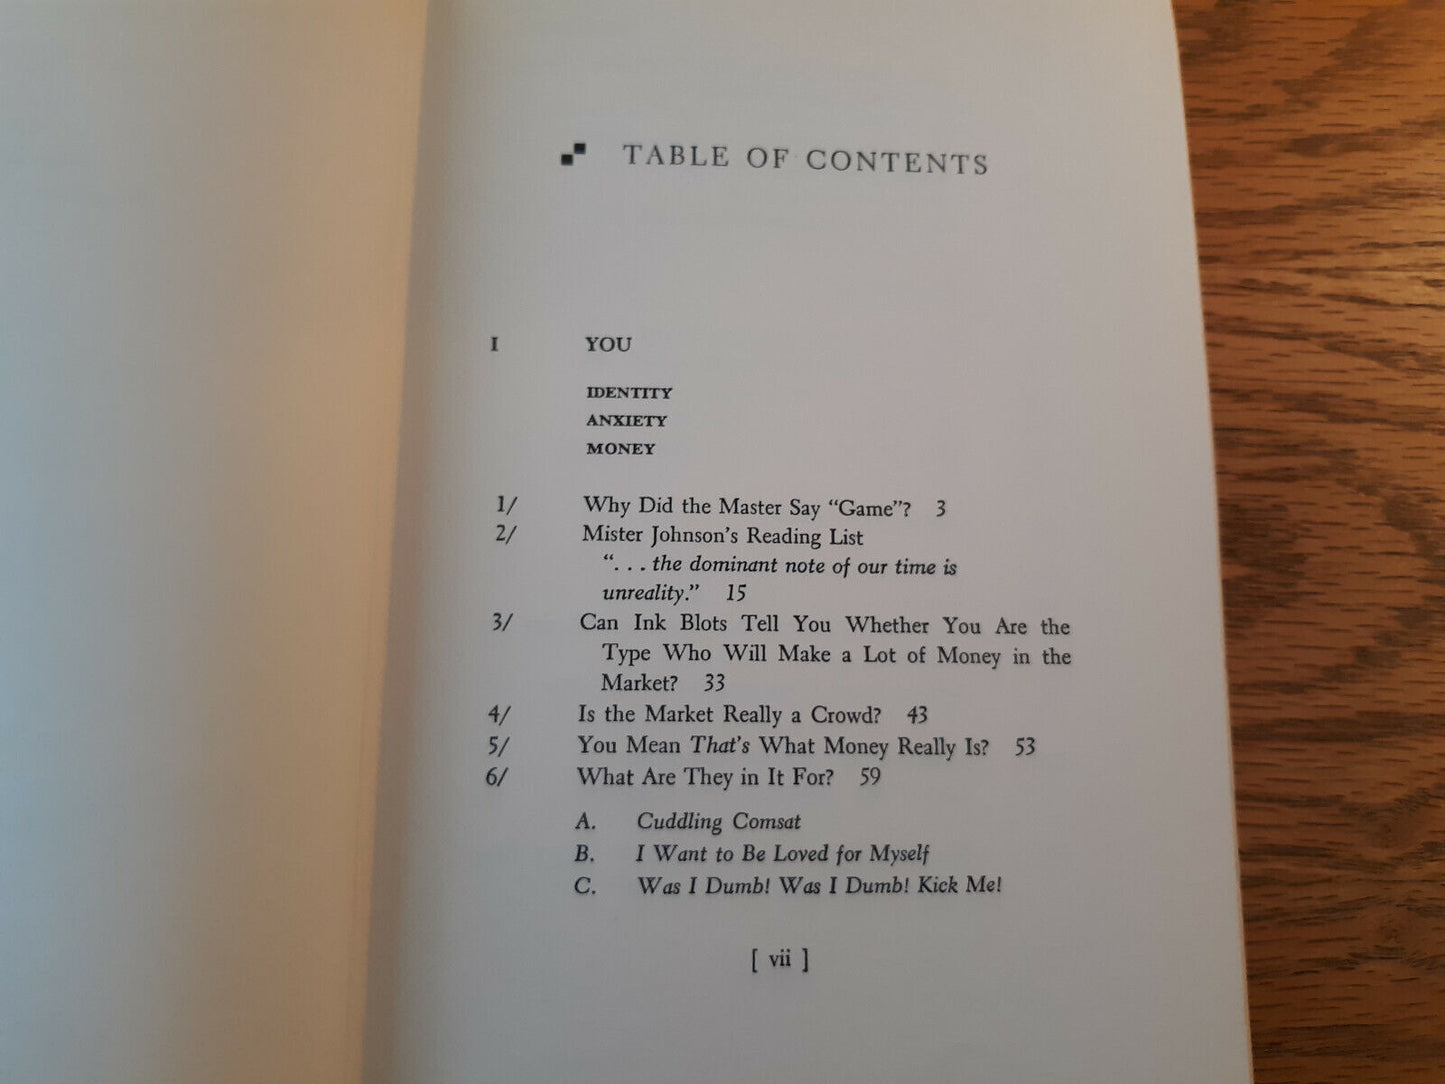 TABLE OF CONTENTS
I YOU
IDENTITY
ANXIETY
MONEY
1/ Why Did the Master Say “Game”? 3
2/ Mister Johnson’s Reading List
“. . . the dominant note of our time is
unreality.” 15
3/ Can Ink Blots Tell You Whether You Are the
Type Who Will Make a Lot of Money in the
Market? 33
4/ Is the Market Really a Crowd? 43
5/ You Mean That’s What Money Really Is? 53
6/ What Are They in It For? 59
A. Cuddling Comsat
B. I Want to Be Loved for Myself
C. Was I Dumb! Was I Dumb! Kick Me!
[ vii ]